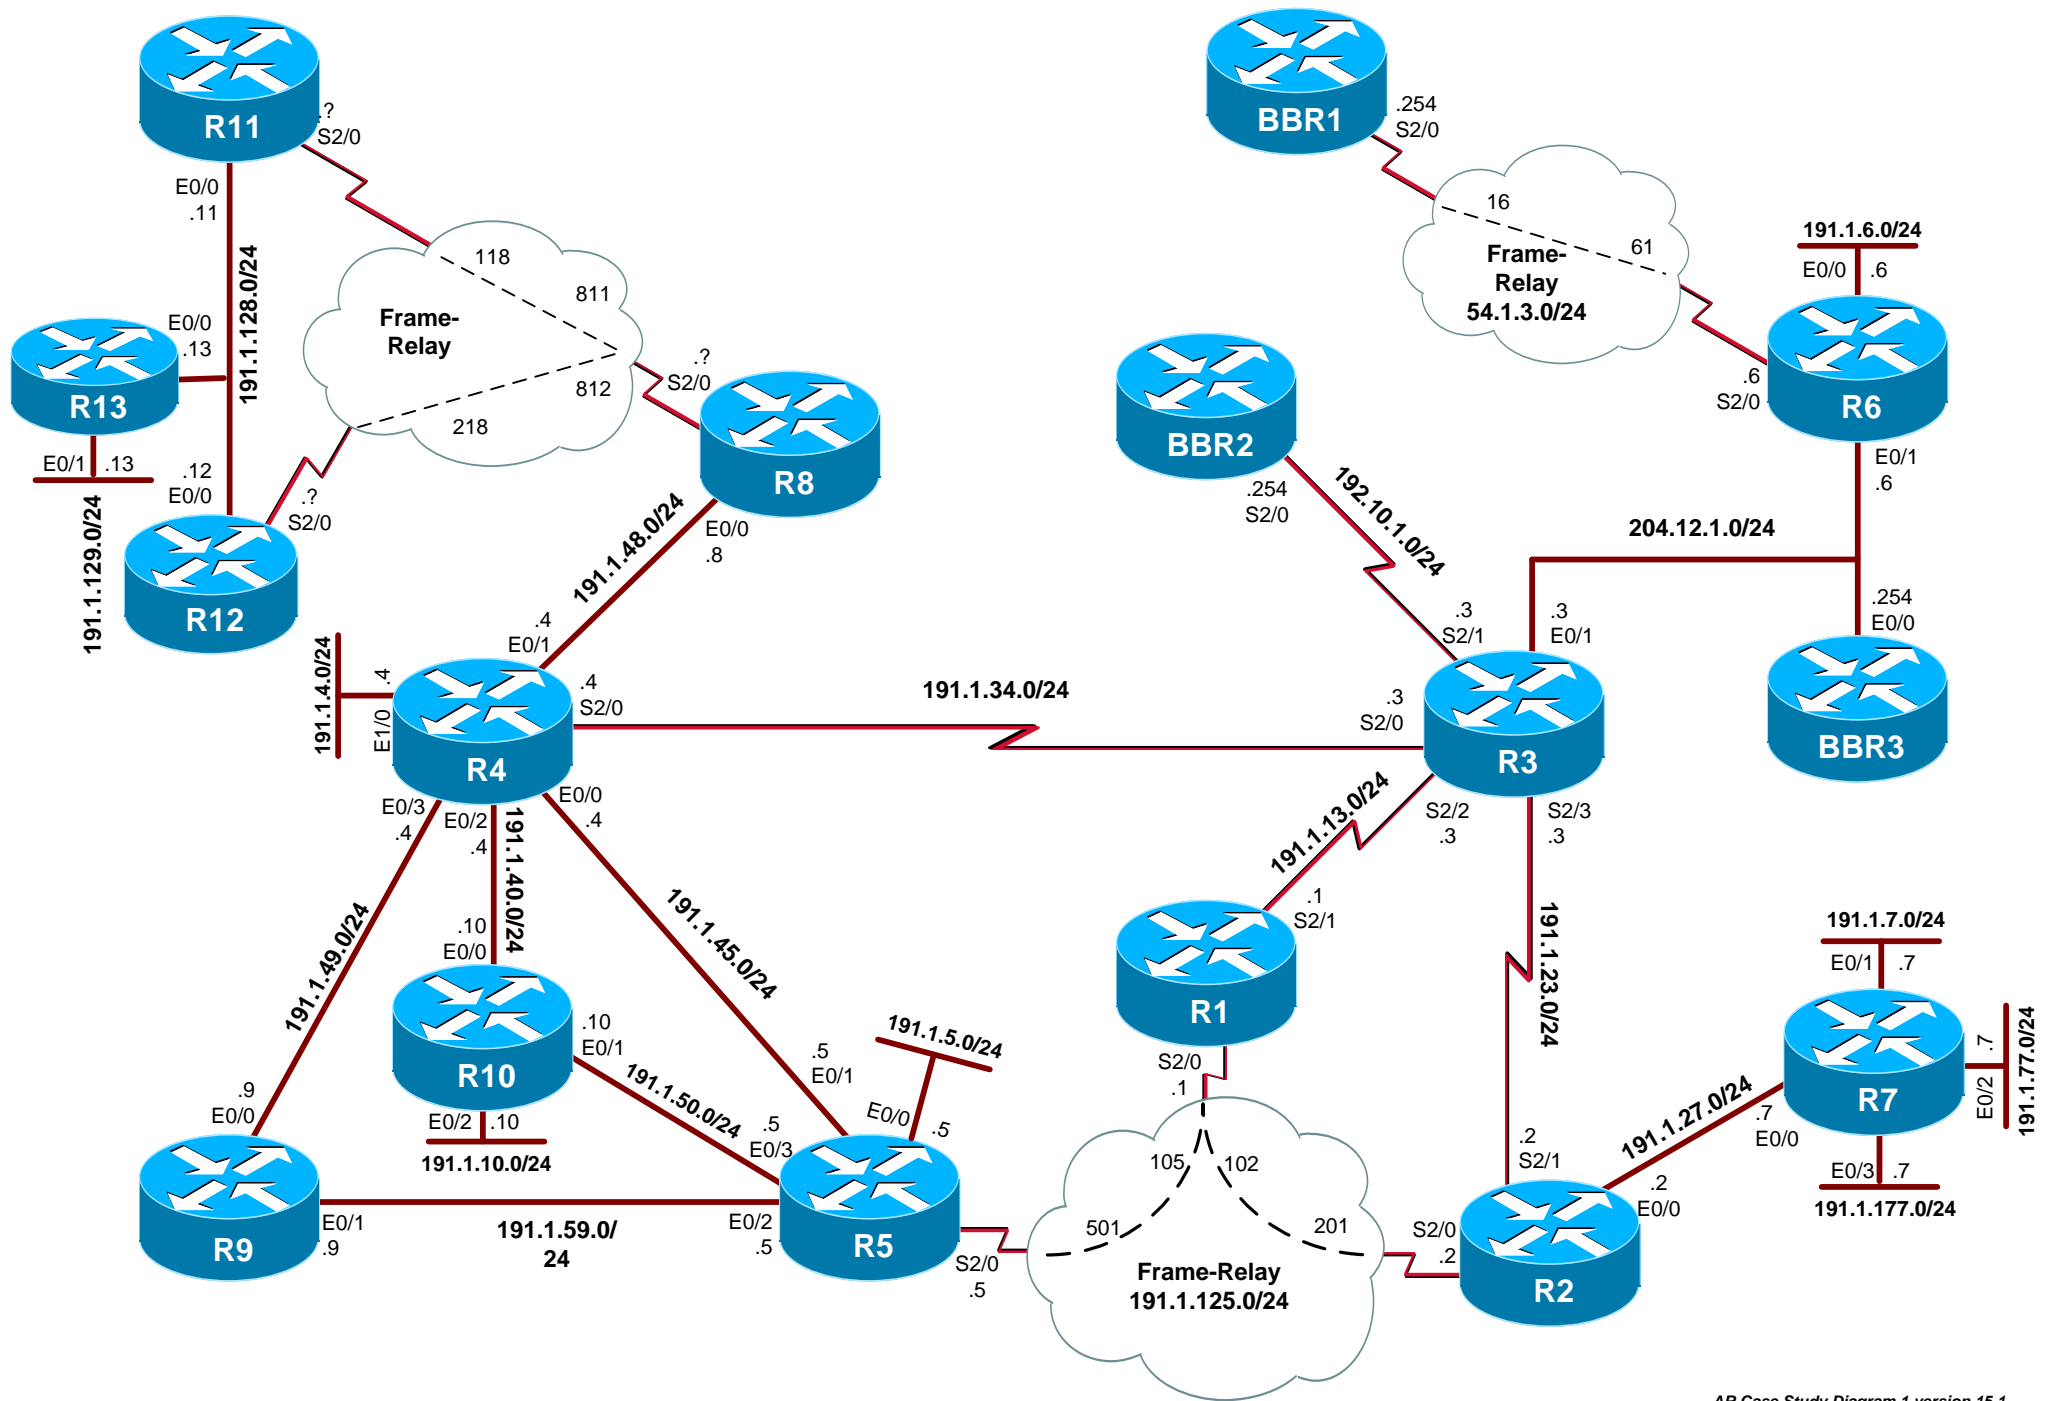 R11
.?
S2/0
E0/0
.11
191.1.128.0/24
E0/0
.13
R13
E0/1
.13
191.1.129.0/24
.12
E0/0
.?
S2/0
R12
Frame-
Relay
118
811
812
218
.?
S2/0
R8
E0/0
.8
191.1.48.0/24
.4
E0/1
191.1.4.0/24
.4
E1/0
.4
S2/0
R4
E0/3
.4
E0/2
.4
E0/0
.4
191.1.34.0/24
191.1.49.0/24
191.1.40.0/24
191.1.45.0/24
.10
E0/0
R10
.10
E0/1
E0/2
.10
191.1.10.0/24
191.1.50.0/24
.9
E0/0
R9
E0/1
.9
191.1.59.0/
24
.5
E0/1
.5
E0/3
E0/2
.5
R5
E0/0
.5
191.1.5.0/24
S2/0
.5
BBR1
.254
S2/0
16
61
Frame-
Relay
54.1.3.0/24
191.1.6.0/24
E0/0
.6
.6
S2/0
R6
E0/1
.6
BBR2
.254
S2/0
192.10.1.0/24
204.12.1.0/24
.254
E0/0
BBR3
.3
S2/1
.3
E0/1
.3
S2/0
R3
S2/2
.3
S2/3
.3
191.1.13.0/24
191.1.23.0/24
.1
S2/1
R1
S2/0
.1
105
102
501
201
Frame-Relay
191.1.125.0/24
.2
S2/1
S2/0
.2
R2
.2
E0/0
191.1.27.0/24
.7
E0/0
R7
191.1.7.0/24
E0/1
.7
.7
E0/2
191.1.77.0/24
E0/3
.7
191.1.177.0/24
AP Case Study Diagram 1 version 15.1